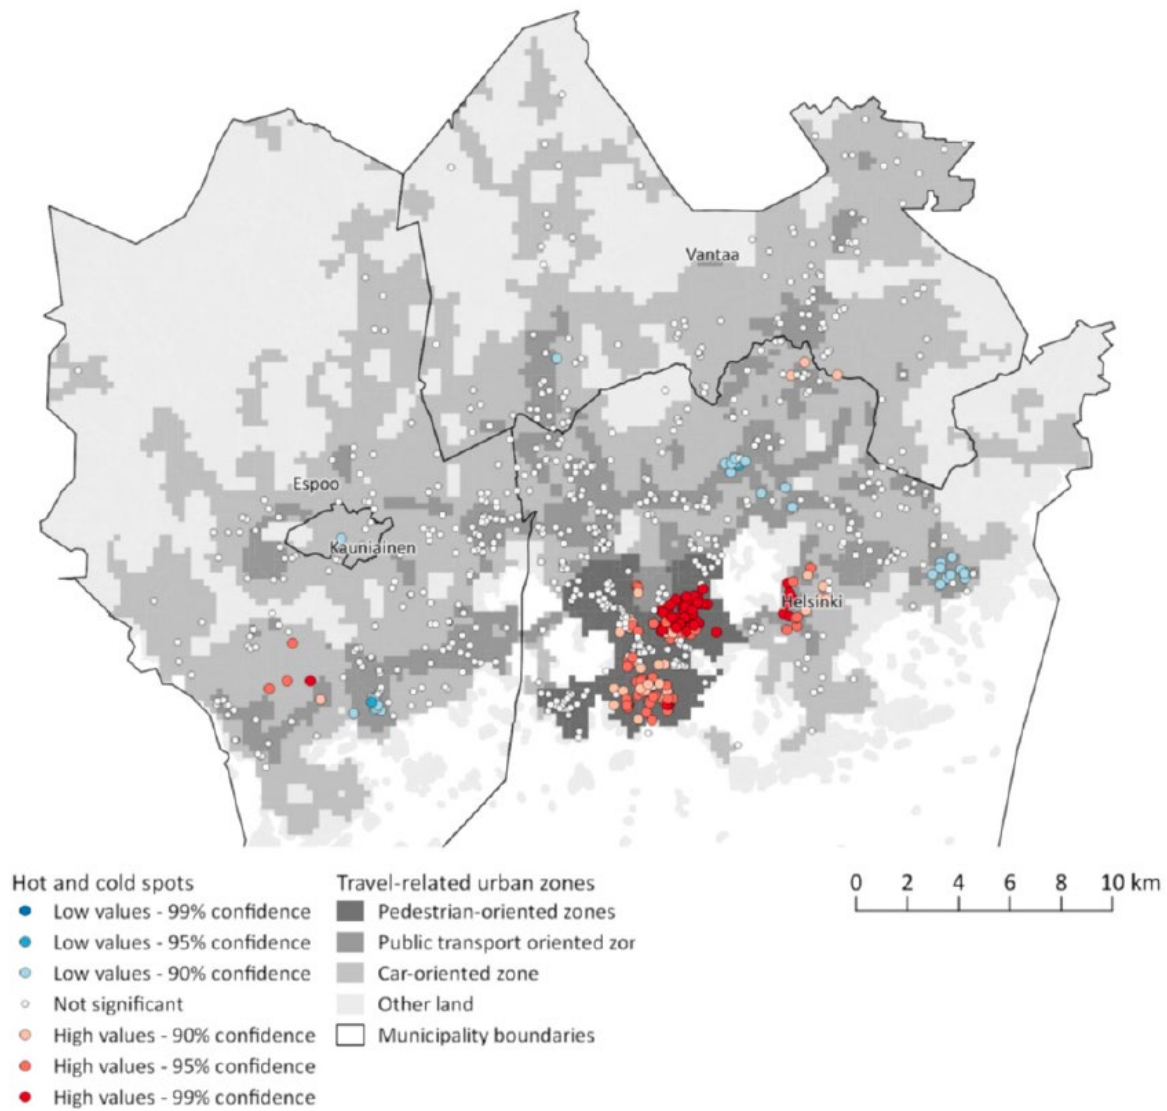 Vantaa
Espoo
Kauniainen
Helsinki
Hot and cold spots
Low values - 99% confidence
Low values - 95% confidence
Low values - 90% confidence
Not significant
High values - 90% confidence
High values - 95% confidence
High values - 99% confidence
Travel-related urban zones
Pedestrian-oriented zones
Public transport oriented zor
Car-oriented zone
Other land
Municipality boundaries
0 2 4 6 8 10 km